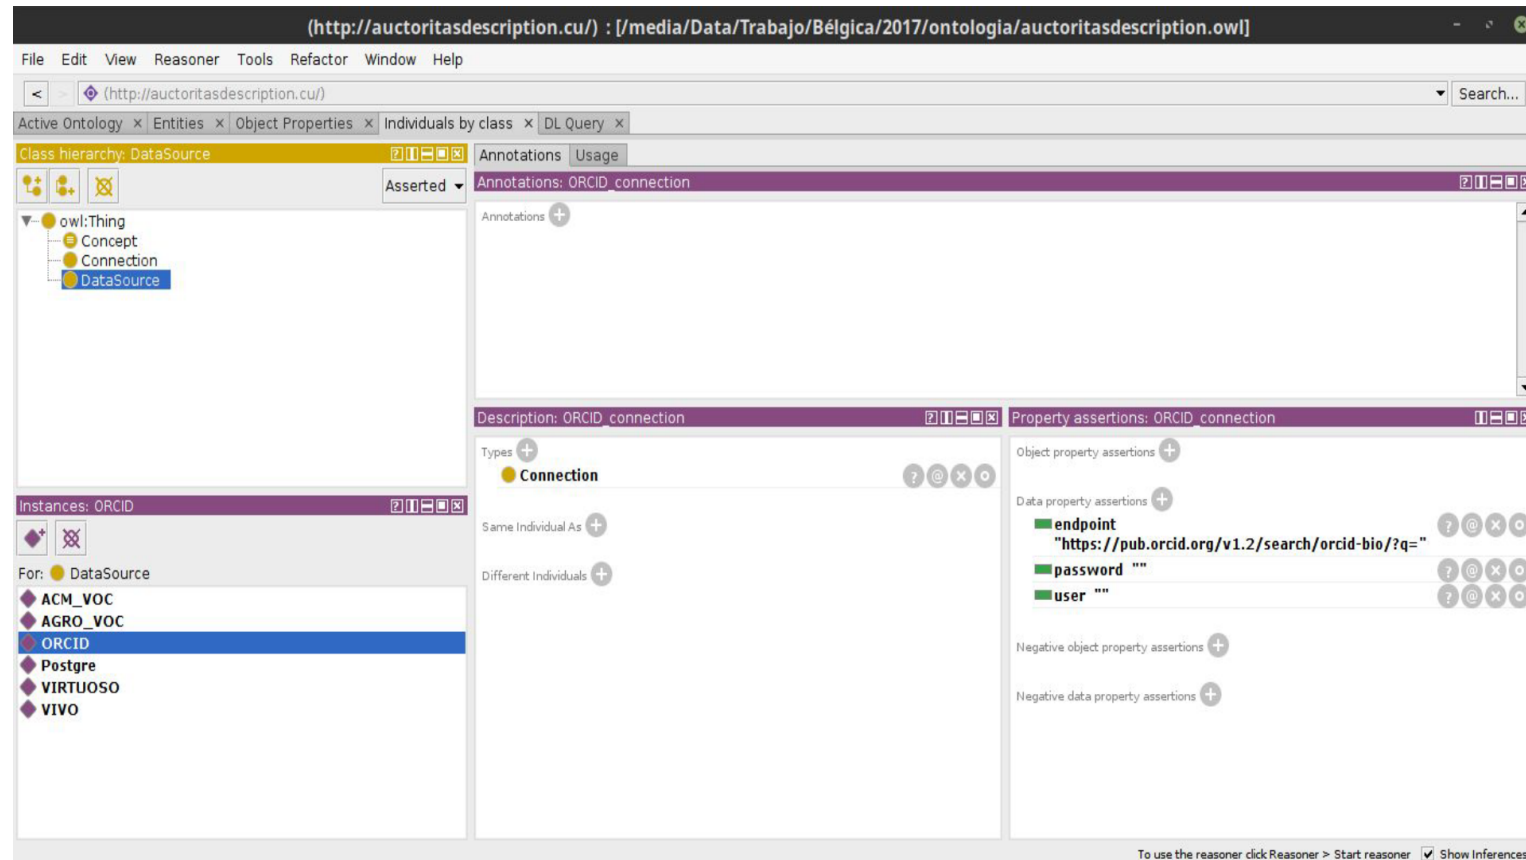 (http://auctoritasdescription.cu/) : [/media/Data/Trabajo/Bélgica/2017/ontologia/auctoritasdescription.owl]
File Edit View Reasoner Tools Refactor Window Help
< > (http://auctoritasdescription.cu/) Search...
Active Ontology × Entities × Object Properties × Individuals by class × DL Query ×
Class hierarchy: DataSource
Asserted
owl:Thing
Concept
Connection
DataSource
Annotations Usage
Annotations: ORCID_connection
Annotations
Instances: ORCID
For: DataSource
ACM_VOC
AGRO_VOC
ORCID
Postgre
VIRTUOSO
VIVO
Description: ORCID_connection
Types
Connection
Same Individual As
Different Individuals
Property assertions: ORCID_connection
Object property assertions
Data property assertions
endpoint
"https://pub.orcid.org/v1.2/search/orcid-bio/?q="
password ""
user ""
Negative object property assertions
Negative data property assertions
To use the reasoner click Reasoner > Start reasoner Show Inferences